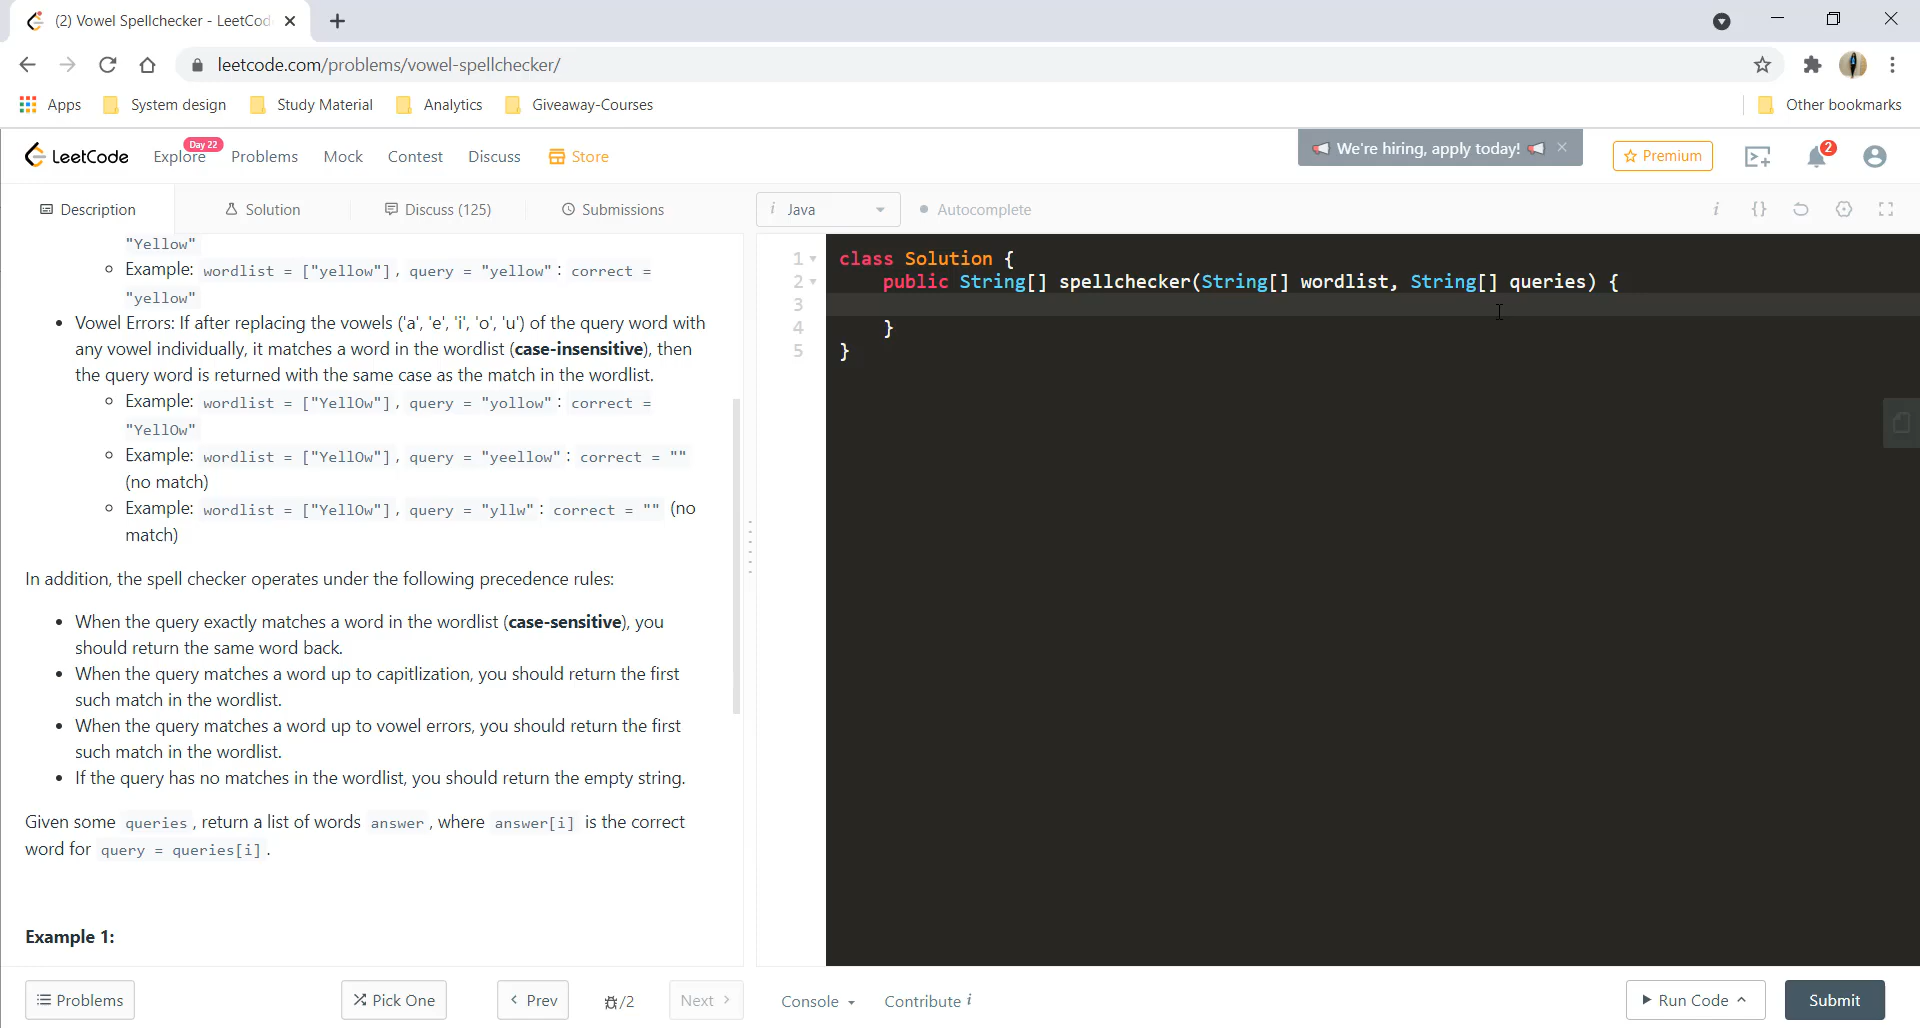 (2) Vowel Spellchecker - LeetCod
leetcode.com/problems/vowel-spellchecker/
Apps System design Study Material Analytics Giveaway-Courses Other bookmarks
LeetCode Explore Day 22 Problems Mock Contest Discuss Store We're hiring, apply today! Premium 2
Description Solution Discuss (125) Submissions
i Java Autocomplete i {}
"Yellow"
Example: wordlist = ["yellow"], query = "yellow": correct =
"yellow"
Vowel Errors: If after replacing the vowels ('a', 'e', 'i', 'o', 'u') of the query word with
any vowel individually, it matches a word in the wordlist (case-insensitive), then
the query word is returned with the same case as the match in the wordlist.
Example: wordlist = ["YellOw"], query = "yollow": correct =
"YellOw"
Example: wordlist = ["YellOw"], query = "yeellow": correct = ""
(no match)
Example: wordlist = ["YellOw"], query = "yllw": correct = "" (no
match)
In addition, the spell checker operates under the following precedence rules:
When the query exactly matches a word in the wordlist (case-sensitive), you
should return the same word back.
When the query matches a word up to capitlization, you should return the first
such match in the wordlist.
When the query matches a word up to vowel errors, you should return the first
such match in the wordlist.
If the query has no matches in the wordlist, you should return the empty string.
Given some queries, return a list of words answer, where answer[i] is the correct
word for query = queries[i].
Example 1:
1 class Solution {
2 public String[] spellchecker(String[] wordlist, String[] queries) {
3
4 }
5 }
Problems Pick One < Prev /2 Next > Console Contribute i Run Code Submit